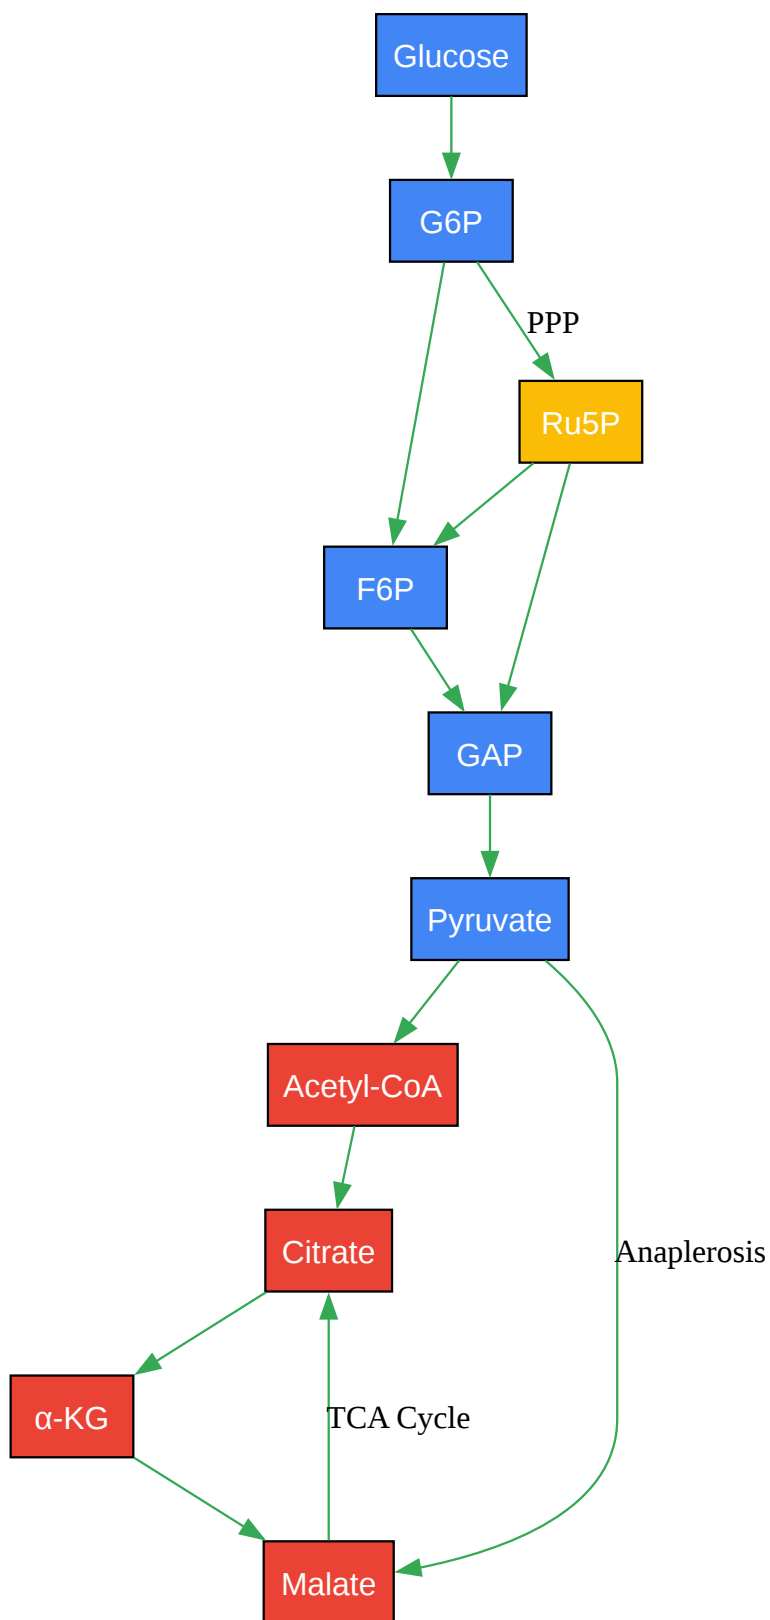 Glucose
G6P
PPP
Ru5P
F6P
GAP
Pyruvate
Acetyl-CoA
Citrate
Anaplerosis
α-KG
TCA Cycle
Malate